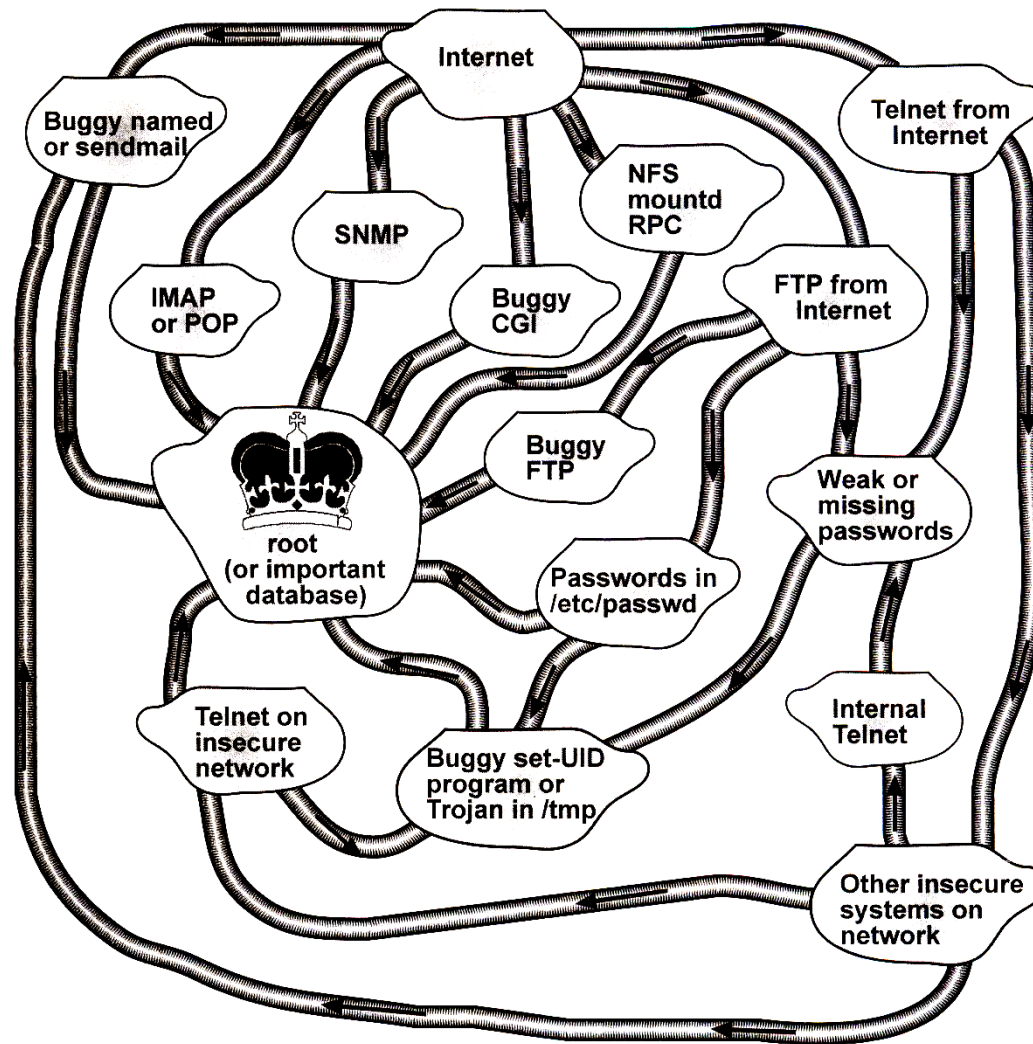 Internet
Buggy named
or sendmail
Telnet from
Internet
SNMP
NFS
mountd
RPC
IMAP
or POP
Buggy
CGI
FTP from
Internet
Buggy
FTP
Weak or
missing
passwords
root
(or important
database)
Passwords in
/etc/passwd
Telnet on
insecure
network
Buggy set-UID
program or
Trojan in /tmp
Internal
Telnet
Other insecure
systems on
network